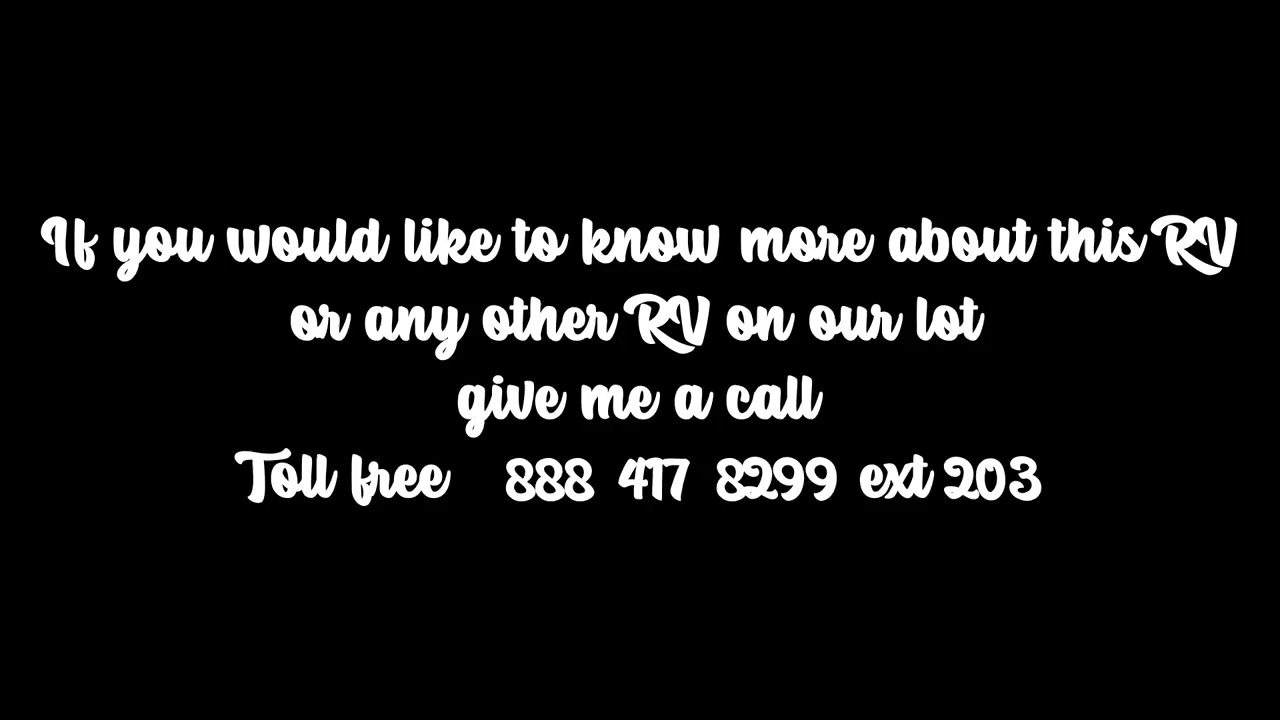 If you would like to know more about this RV
or any other RV on our lot
give me a call
Toll free 888 417 8299 ext 203